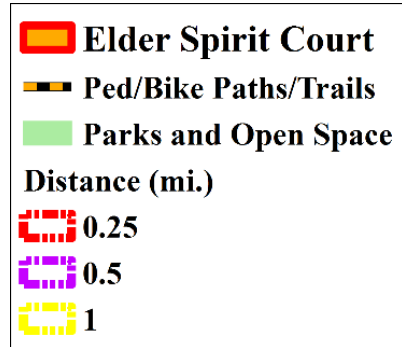 Elder Spirit Court
Ped/Bike Paths/Trails
Parks and Open Space
Distance (mi.)
0.25
0.5
1